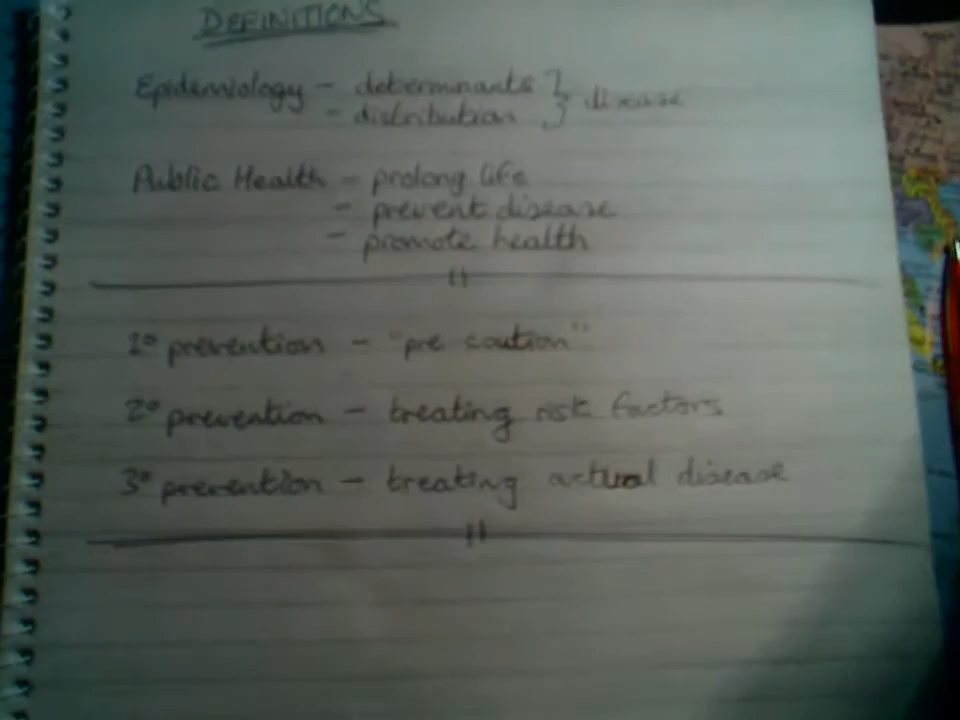 DEFINITIONS
Epidemiology - determinants } disease
- distribution
Public Health - prolong life
- prevent disease
- promote health
1° prevention - "pre caution"
2° prevention - treating risk factors
3° prevention - treating actual disease